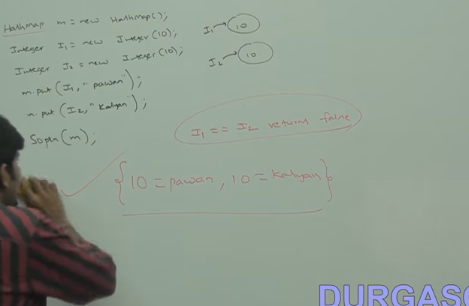 Hashmap m = new Hashmap();
Integer I1 = new Integer(10);
Integer I2 = new Integer(10);
m.put(I1, "pawan");
m.put(I2, "kalyan");
Sopln(m);
I1 → 10
I2 → 10
I1 == I2 returns false
{10 = pawan, 10 = kalyan}
DURGASO